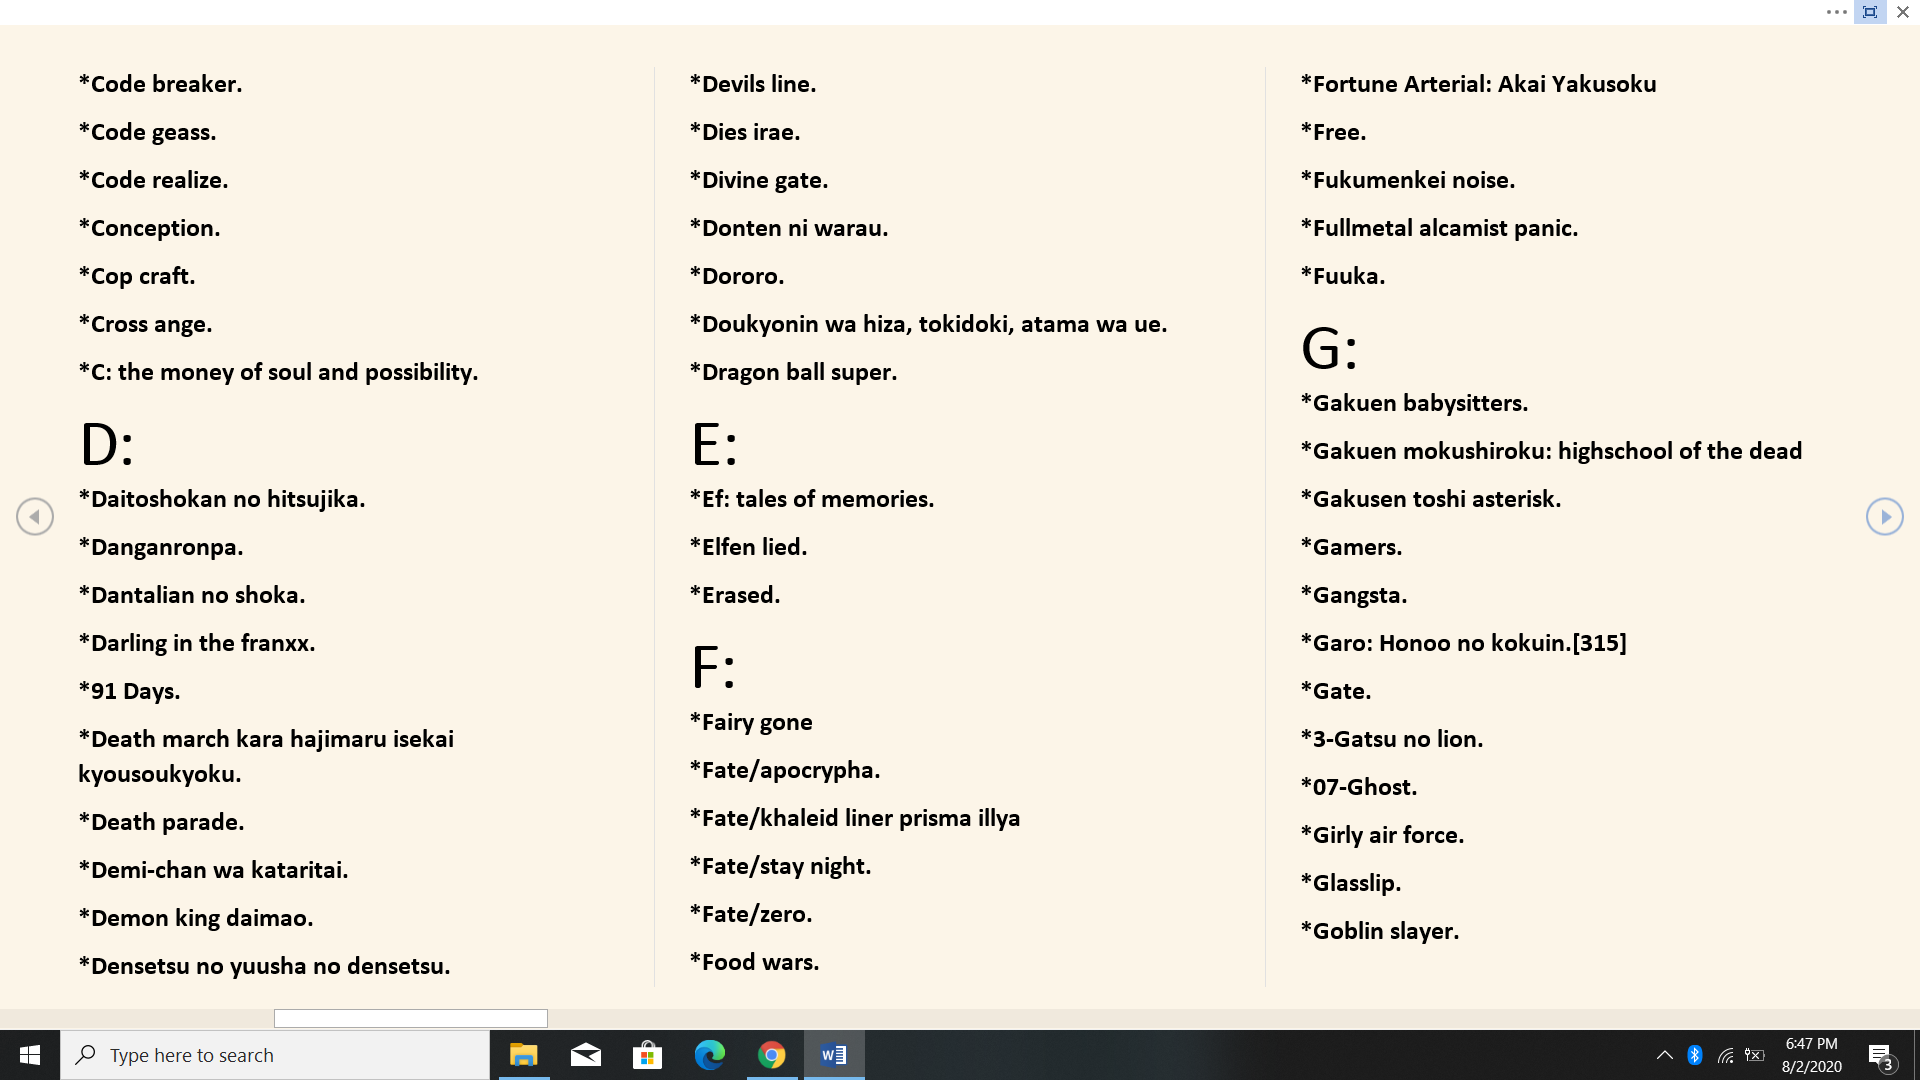 *Code breaker.
*Code geass.
*Code realize.
*Conception.
*Cop craft.
*Cross ange.
*C: the money of soul and possibility.
D:
*Daitoshokan no hitsujika.
*Danganronpa.
*Dantalian no shoka.
*Darling in the franxx.
*91 Days.
*Death march kara hajimaru isekai
kyousoukyoku.
*Death parade.
*Demi-chan wa kataritai.
*Demon king daimao.
*Densetsu no yuusha no densetsu.
*Devils line.
*Dies irae.
*Divine gate.
*Donten ni warau.
*Dororo.
*Doukyonin wa hiza, tokidoki, atama wa ue.
*Dragon ball super.
E:
*Ef: tales of memories.
*Elfen lied.
*Erased.
F:
*Fairy gone
*Fate/apocrypha.
*Fate/khaleid liner prisma illya
*Fate/stay night.
*Fate/zero.
*Food wars.
*Fortune Arterial: Akai Yakusoku
*Free.
*Fukumenkei noise.
*Fullmetal alcamist panic.
*Fuuka.
G:
*Gakuen babysitters.
*Gakuen mokushiroku: highschool of the dead
*Gakusen toshi asterisk.
*Gamers.
*Gangsta.
*Garo: Honoo no kokuin.[315]
*Gate.
*3-Gatsu no lion.
*07-Ghost.
*Girly air force.
*Glasslip.
*Goblin slayer.
Type here to search
6:47 PM
8/2/2020
3